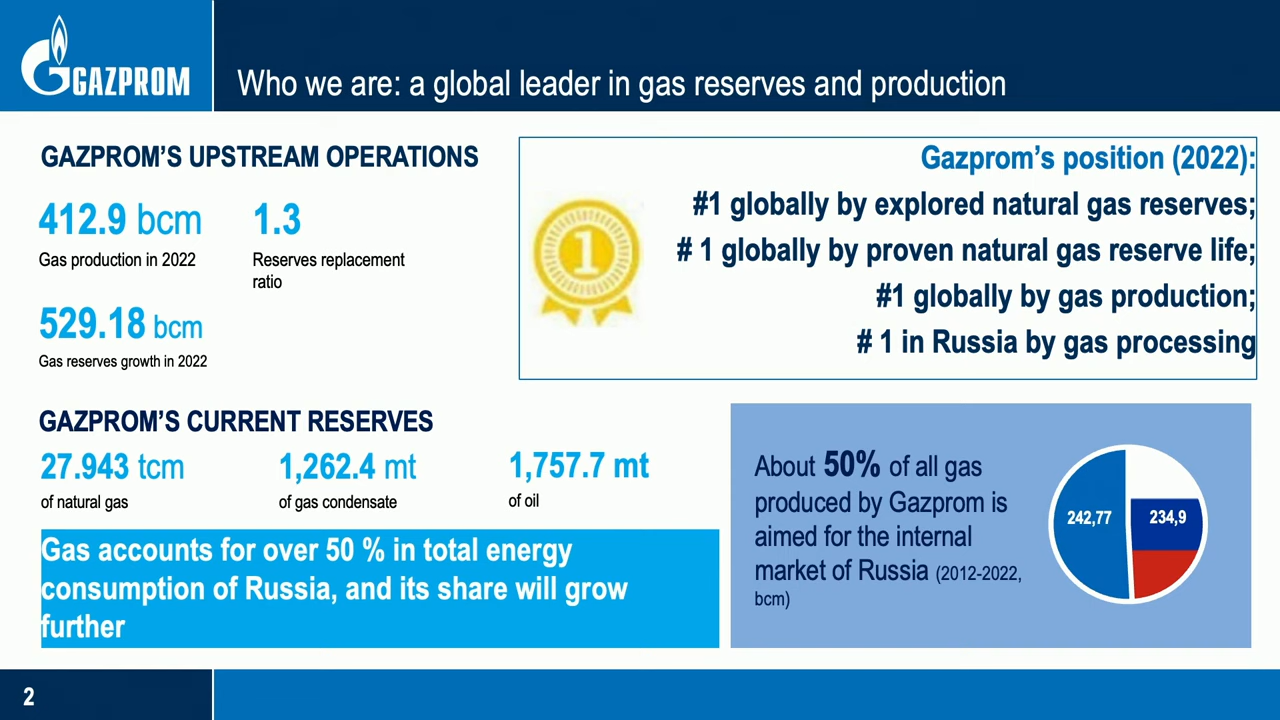 GAZPROM
Who we are: a global leader in gas reserves and production
GAZPROM'S UPSTREAM OPERATIONS
412.9 bcm
Gas production in 2022
1.3
Reserves replacement
ratio
529.18 bcm
Gas reserves growth in 2022
1
Gazprom's position (2022):
#1 globally by explored natural gas reserves;
# 1 globally by proven natural gas reserve life;
#1 globally by gas production;
# 1 in Russia by gas processing
GAZPROM'S CURRENT RESERVES
27.943 tcm
of natural gas
1,262.4 mt
of gas condensate
1,757.7 mt
of oil
Gas accounts for over 50 % in total energy
consumption of Russia, and its share will grow
further
About 50% of all gas
produced by Gazprom is
aimed for the internal
market of Russia (2012-2022,
bcm)
242,77
234,9
2